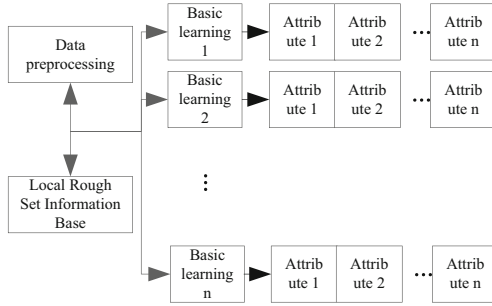 Data
preprocessing
Local Rough
Set Information
Base
Basic
learning
1
Attrib
ute 1
Attrib
ute 2
...
Attrib
ute n
Basic
learning
2
Attrib
ute 1
Attrib
ute 2
...
Attrib
ute n
...
Basic
learning
n
Attrib
ute 1
Attrib
ute 2
...
Attrib
ute n